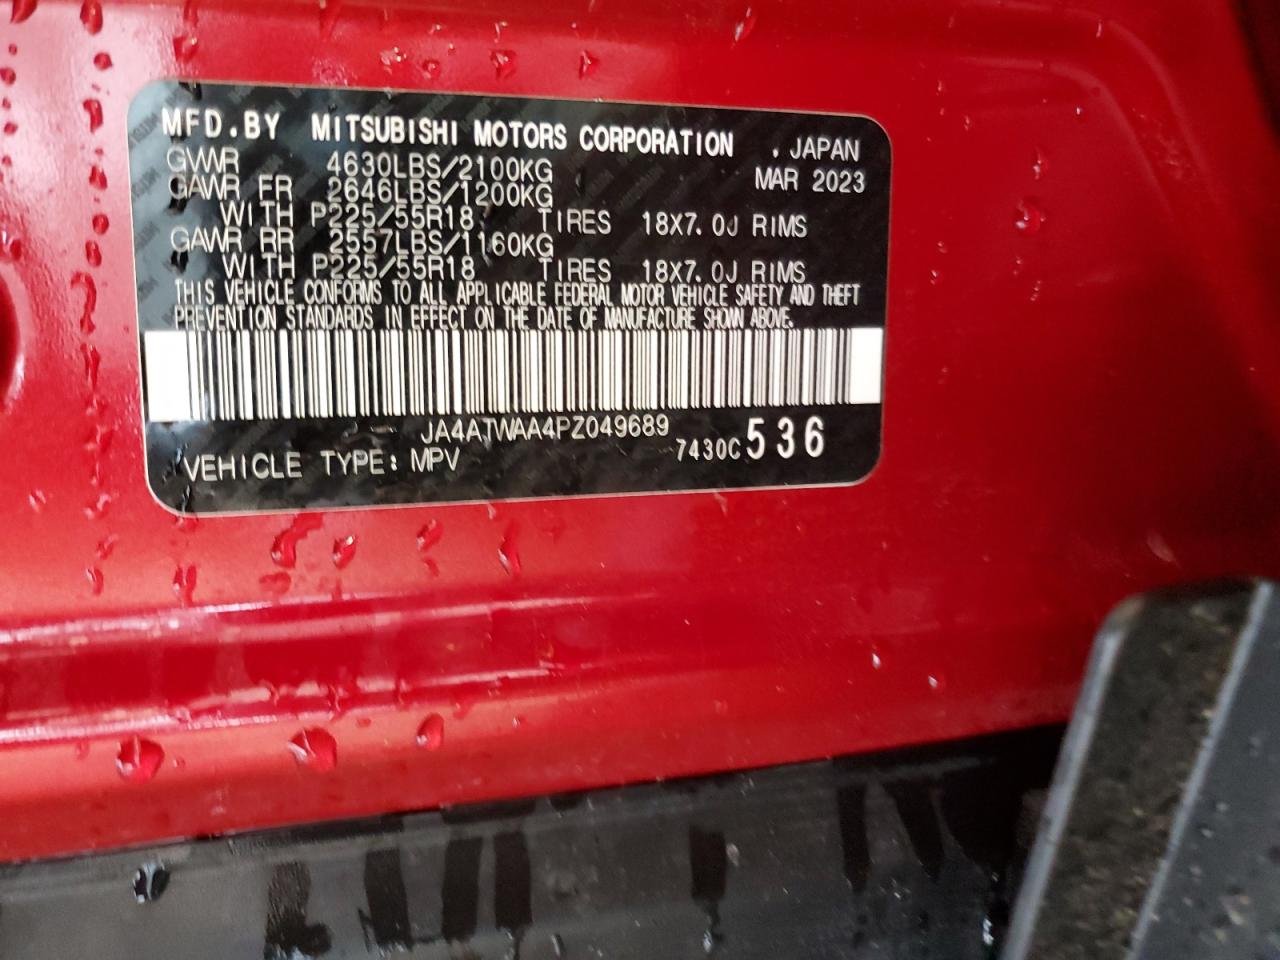 MFD.BY MITSUBISHI MOTORS CORPORATION , JAPAN
GVWR 4630LBS/2100KG MAR 2023
GAWR FR 2646LBS/1200KG
WITH P225/55R18 TIRES 18X7.0J RIMS
GAWR RR 2557LBS/1160KG
WITH P225/55R18 TIRES 18X7.0J RIMS
THIS VEHICLE CONFORMS TO ALL APPLICABLE FEDERAL MOTOR VEHICLE SAFETY AND THEFT
PREVENTION STANDARDS IN EFFECT ON THE DATE OF MANUFACTURE SHOWN ABOVE.
JA4ATWAA4PZ049689
VEHICLE TYPE: MPV 7430C 536